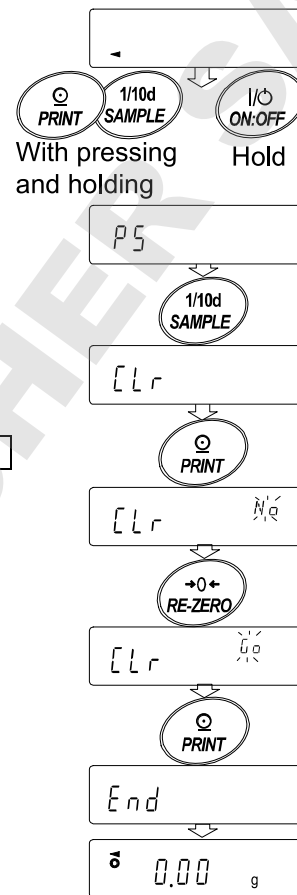 PRINT
1/10d
SAMPLE
I/
ON:OFF
With pressing
and holding
Hold
PS
1/10d
SAMPLE
CLr
PRINT
CLr No
→0←
RE-ZERO
CLr Go
PRINT
End
0.00 g